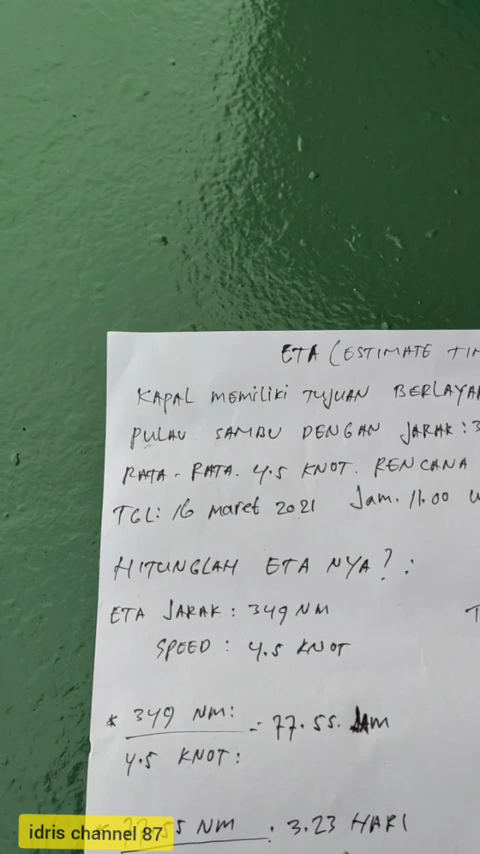 ETA (ESTIMATE TIM
KAPAL MEMILIKI TUJUAN BERLAYA
PULAU SAMBU DENGAN JARAK : 3
RATA-RATA. 4.5 KNOT. RENCANA
TGL: 16 Maret 2021 Jam. 11.00
HITUNGLAH ETA NYA? :
ETA JARAK : 349 NM
SPEED : 4.5 KNOT
* 349 NM: = 77.55. JAM
4.5 KNOT:
77.55 NM : 3.23 HARI
idris channel 87